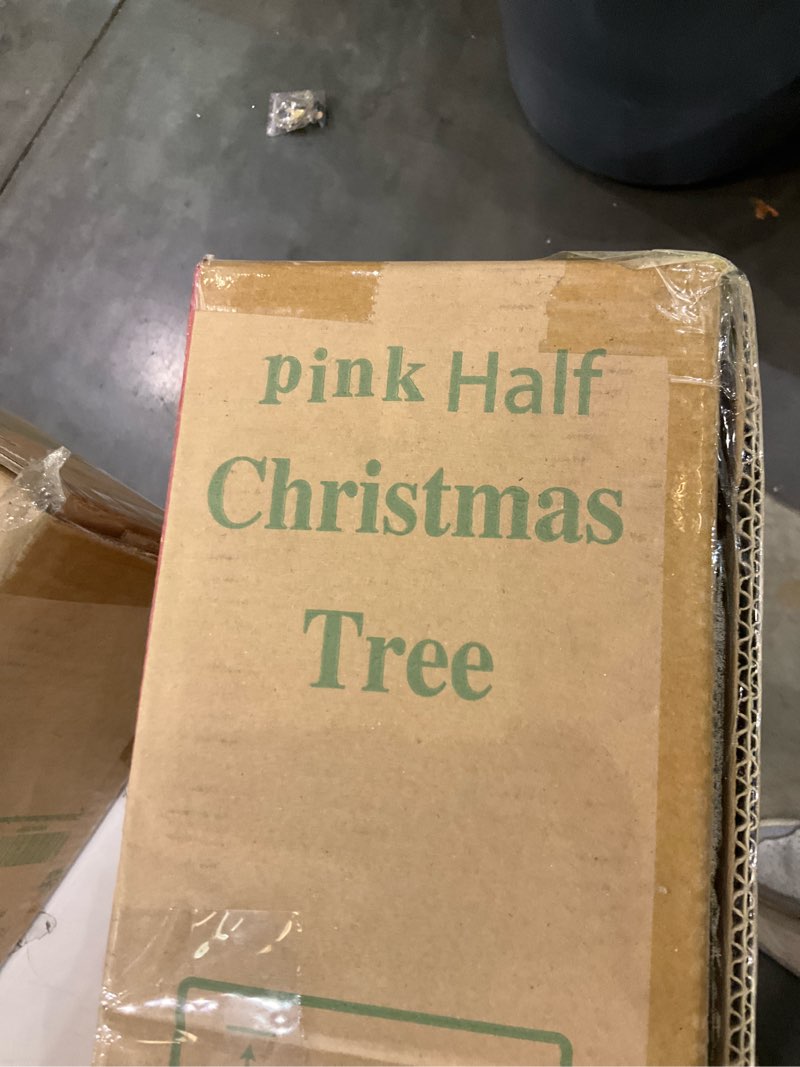 pink Half
Christmas
Tree